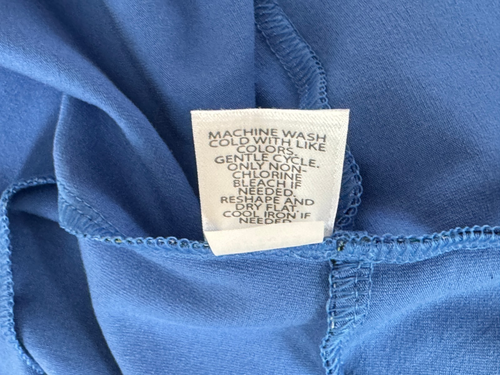 MACHINE WASH
COLD WITH LIKE
COLORS.
GENTLE CYCLE.
ONLY NON-
CHLORINE
BLEACH IF
NEEDED.
RESHAPE AND
DRY FLAT.
COOL IRON IF
NEEDED